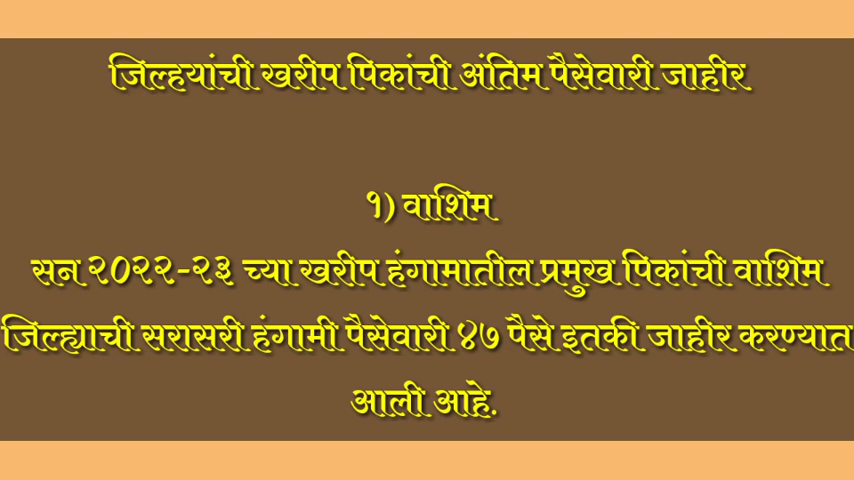 जिल्हयांची खरीप पिकांची अंतिम पैसेवारी जाहीर
१) वाशिम
सन २०२२-२३ च्या खरीप हंगामातील प्रमुख पिकांची वाशिम
जिल्ह्याची सरासरी हंगामी पैसेवारी ४७ पैसे इतकी जाहीर करण्यात
आली आहे.